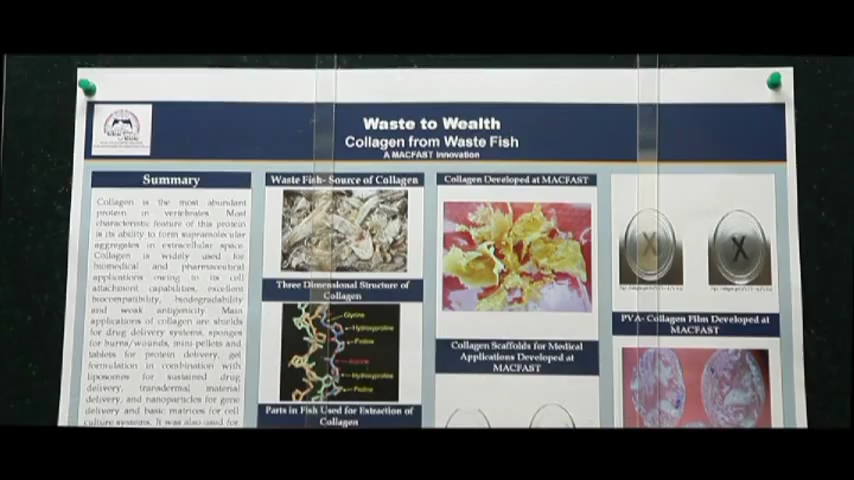 Waste to Wealth
Collagen from Waste Fish
A MACFAST Innovation
Summary
Collagen is the most abundant
protein in vertebrates. Most
characteristic feature of this protein
is its ability to form supramolecular
aggregates in extracellular space.
Collagen is widely used for
biomedical and pharmaceutical
applications owing to its cell
attachment capabilities, excellent
biocompatibility, biodegradability
and weak antigenicity. Main
applications of collagen are shields
for drug delivery systems, sponges
for burns/wounds, mini pellets and
tablets for protein delivery, gel
formulation in combination with
liposomes for sustained drug
delivery, transdermal material
delivery, and nanoparticles for gene
delivery and basic matrices for cell
culture systems. It was also used for
Waste Fish- Source of Collagen
Three Dimensional Structure of
Collagen
Glycine
Hydroxyproline
Proline
Hydroxyproline
Proline
Parts in Fish Used for Extraction of
Collagen
Collagen Developed at MACFAST
Collagen Scaffolds for Medical
Applications Developed at
MACFAST
X
X
PVA- Collagen Film Developed at
MACFAST